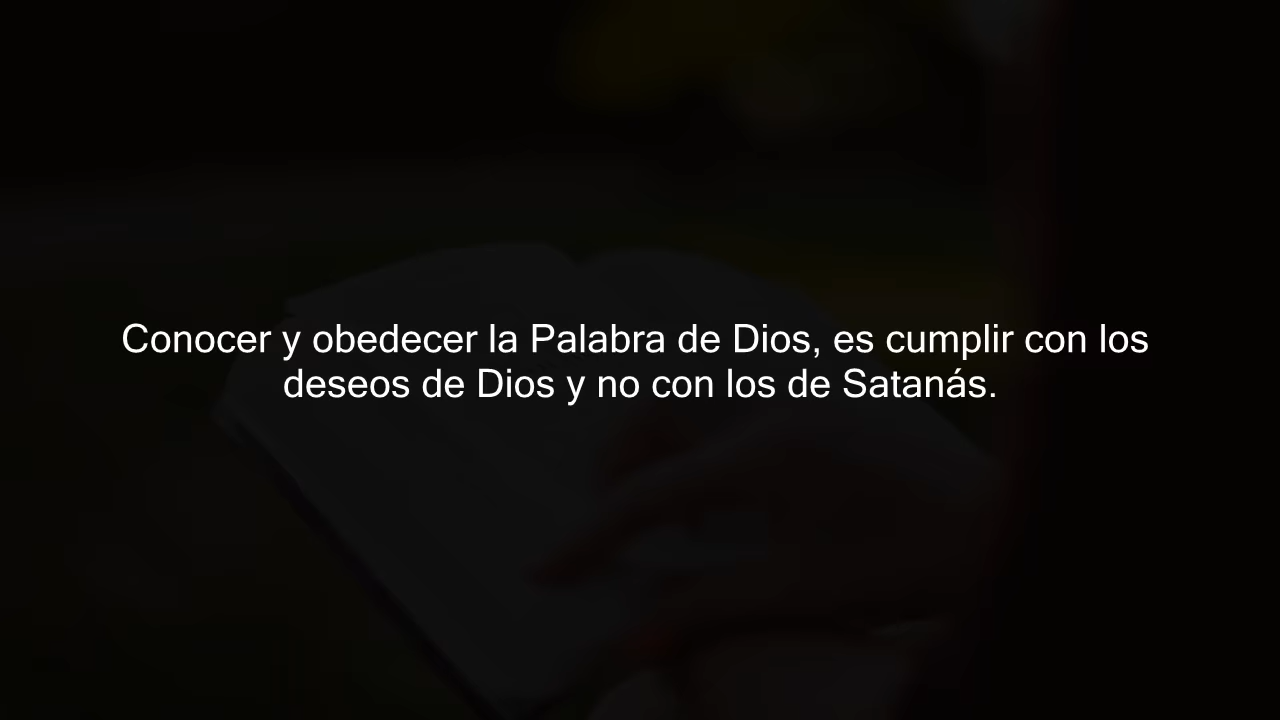 Conocer y obedecer la Palabra de Dios, es cumplir con los
deseos de Dios y no con los de Satanás.